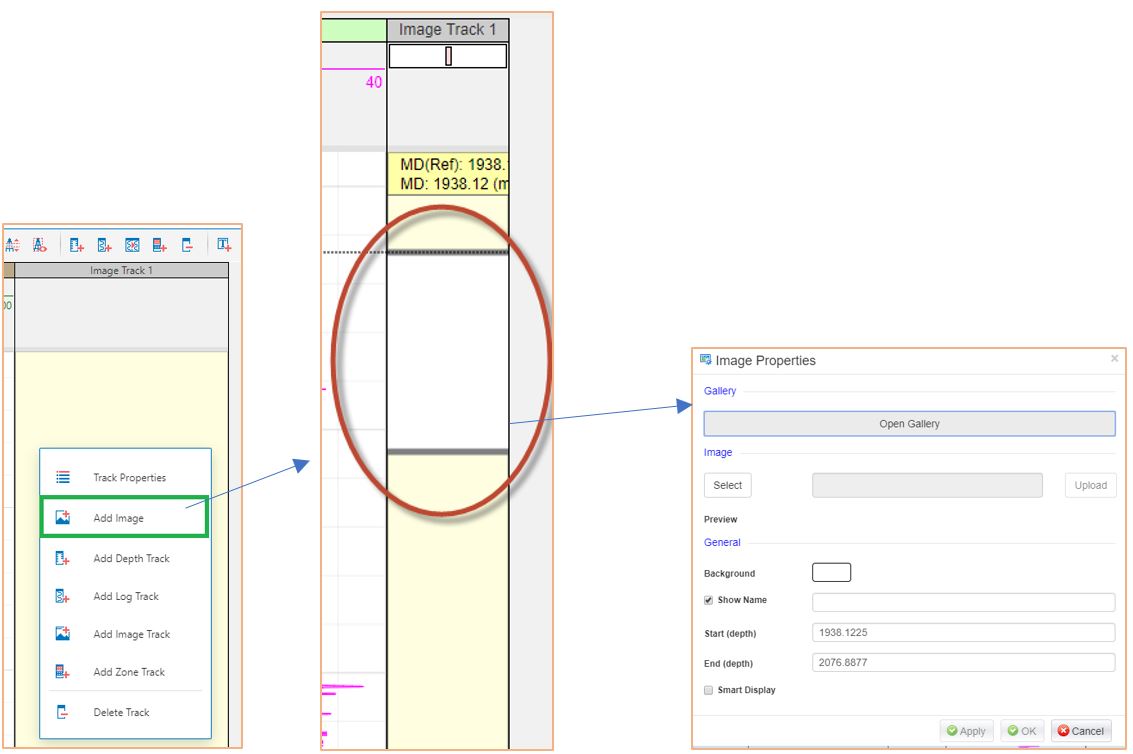 Image Track 1
40
MD(Ref): 1938.
MD: 1938.12 (m
Image Track 1
00
Track Properties
Add Image
Add Depth Track
Add Log Track
Add Image Track
Add Zone Track
Delete Track
Image Properties
Gallery
Open Gallery
Image
Select
Upload
Preview
General
Background
Show Name
Start (depth) 1938.1225
End (depth) 2076.8877
Smart Display
Apply OK Cancel